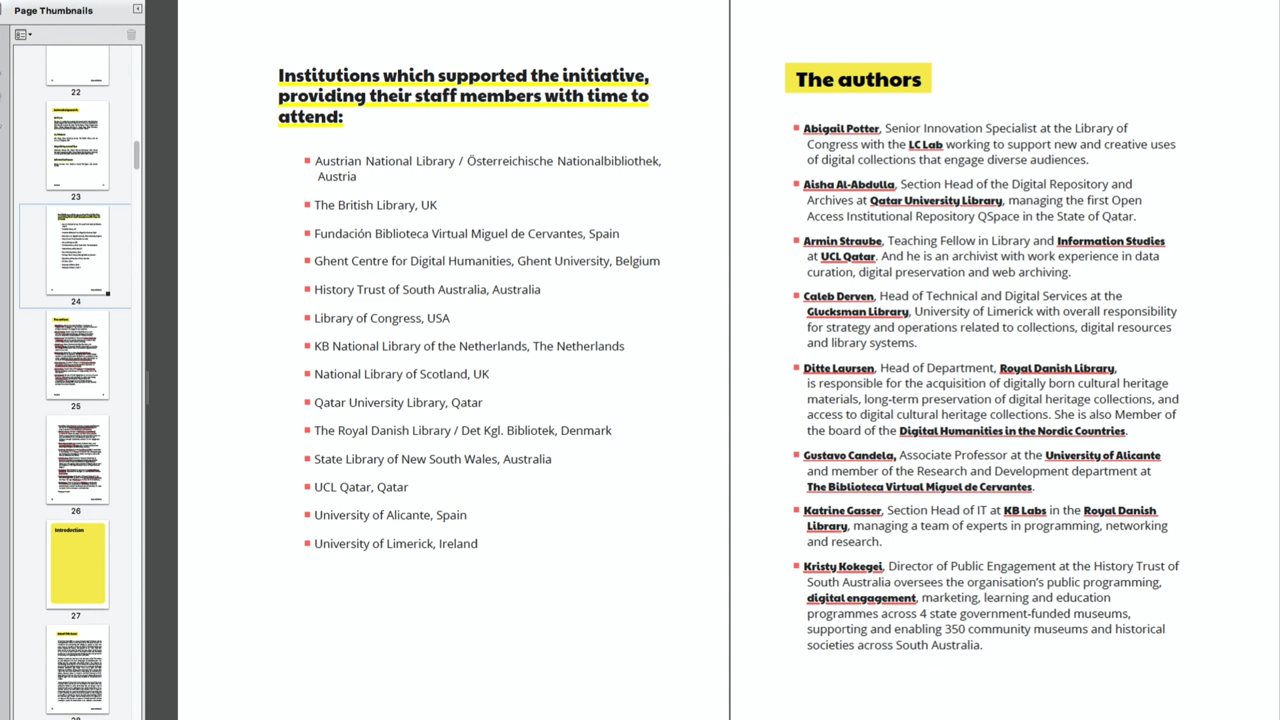 Page Thumbnails
22
23
24
25
26
Introduction
27
Institutions which supported the initiative,
providing their staff members with time to
attend:
Austrian National Library / Österreichische Nationalbibliothek,
Austria
The British Library, UK
Fundación Biblioteca Virtual Miguel de Cervantes, Spain
Ghent Centre for Digital Humanities, Ghent University, Belgium
History Trust of South Australia, Australia
Library of Congress, USA
KB National Library of the Netherlands, The Netherlands
National Library of Scotland, UK
Qatar University Library, Qatar
The Royal Danish Library / Det Kgl. Bibliotek, Denmark
State Library of New South Wales, Australia
UCL Qatar, Qatar
University of Alicante, Spain
University of Limerick, Ireland
The authors
Abigail Potter, Senior Innovation Specialist at the Library of
Congress with the LC Lab working to support new and creative uses
of digital collections that engage diverse audiences.
Aisha Al-Abdulla, Section Head of the Digital Repository and
Archives at Qatar University Library, managing the first Open
Access Institutional Repository QSpace in the State of Qatar.
Armin Straube, Teaching Fellow in Library and Information Studies
at UCL Qatar. And he is an archivist with work experience in data
curation, digital preservation and web archiving.
Caleb Derven, Head of Technical and Digital Services at the
Glucksman Library, University of Limerick with overall responsibility
for strategy and operations related to collections, digital resources
and library systems.
Ditte Laursen, Head of Department, Royal Danish Library,
is responsible for the acquisition of digitally born cultural heritage
materials, long-term preservation of digital heritage collections, and
access to digital cultural heritage collections. She is also Member of
the board of the Digital Humanities in the Nordic Countries.
Gustavo Candela, Associate Professor at the University of Alicante
and member of the Research and Development department at
The Biblioteca Virtual Miguel de Cervantes.
Katrine Gasser, Section Head of IT at KB Labs in the Royal Danish
Library, managing a team of experts in programming, networking
and research.
Kristy Kokegei, Director of Public Engagement at the History Trust of
South Australia oversees the organisation's public programming,
digital engagement, marketing, learning and education
programmes across 4 state government-funded museums,
supporting and enabling 350 community museums and historical
societies across South Australia.